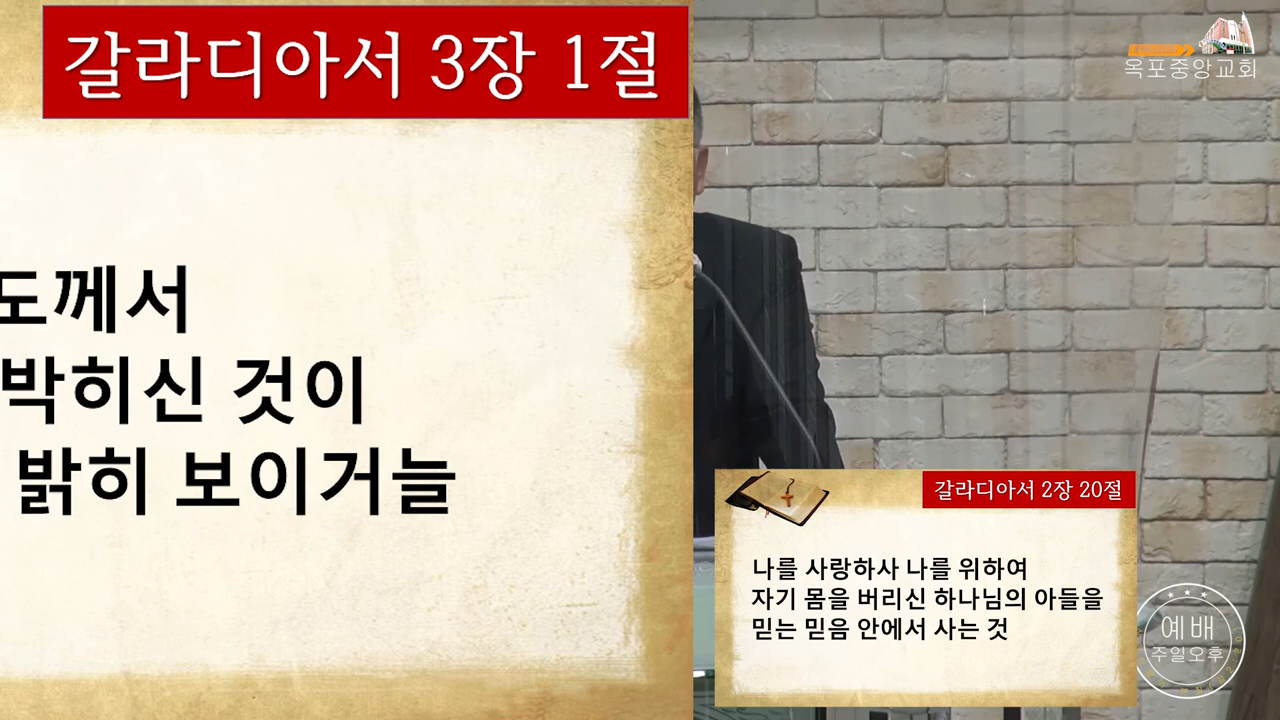 갈라디아서 3장 1절
도께서
박히신 것이
밝히 보이거늘
옥포중앙교회
갈라디아서 2장 20절
나를 사랑하사 나를 위하여
자기 몸을 버리신 하나님의 아들을
믿는 믿음 안에서 사는 것
예배
주일오후